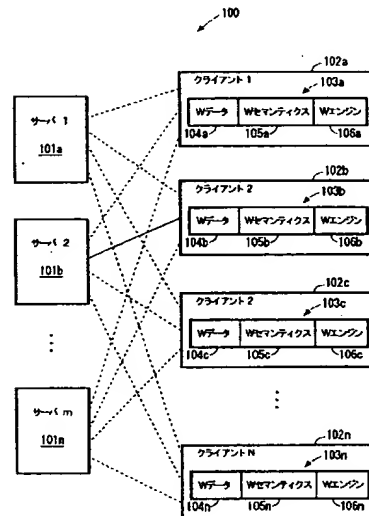 100
サーバ 1
101a
サーバ 2
101b
サーバ m
101n
102a
クライアント 1
103a
Wデータ Wセマンティクス Wエンジン
104a 105a 106a
102b
クライアント 2
103b
Wデータ Wセマンティクス Wエンジン
104b 105b 106b
102c
クライアント 2
103c
Wデータ Wセマンティクス Wエンジン
104c 105c 106c
102n
クライアント N
103n
Wデータ Wセマンティクス Wエンジン
104n 105n 106n